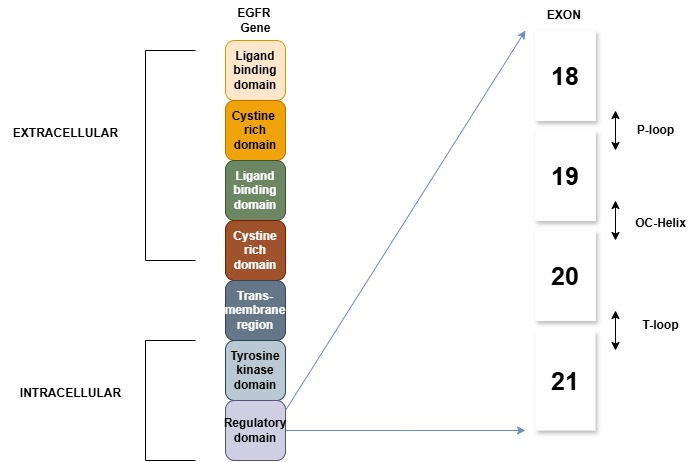 EGFR
Gene
EXON
Ligand
binding
domain
Cystine
rich
domain
Ligand
binding
domain
Cystine
rich
domain
Trans-
membrane
region
Tyrosine
kinase
domain
Regulatory
domain
EXTRACELLULAR
INTRACELLULAR
18
P-loop
19
OC-Helix
20
T-loop
21